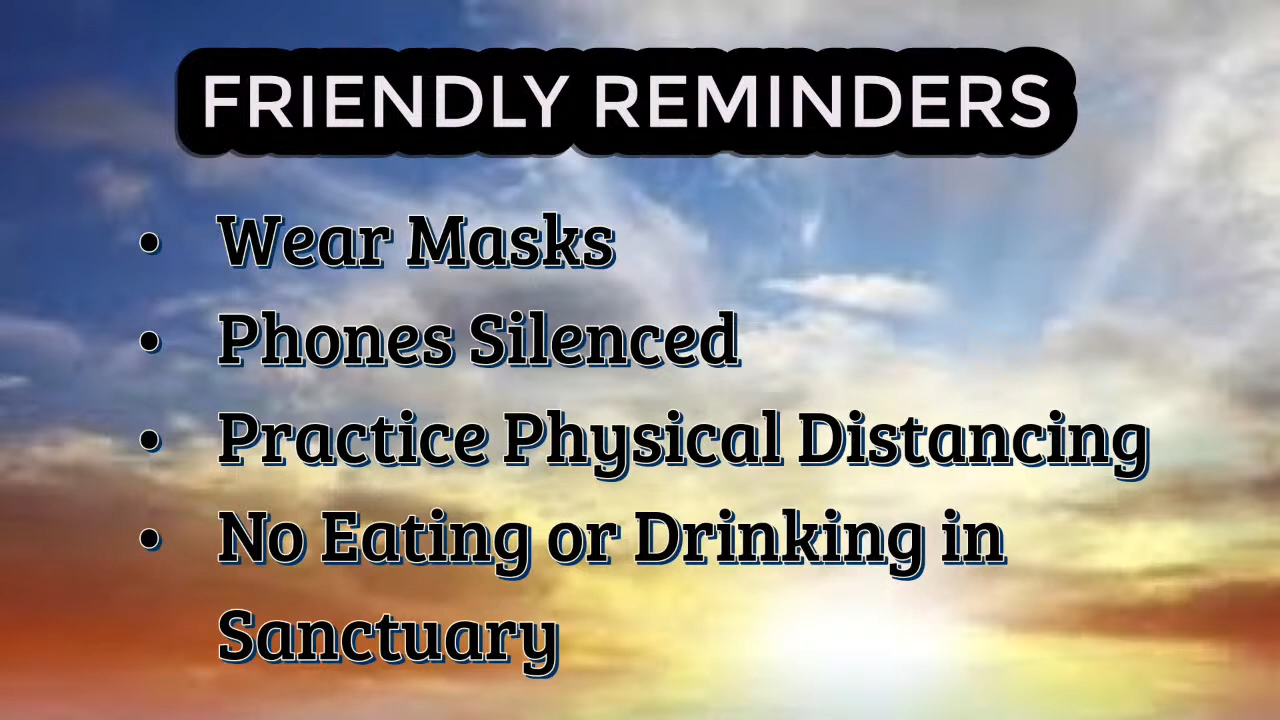 FRIENDLY REMINDERS
• Wear Masks
• Phones Silenced
• Practice Physical Distancing
• No Eating or Drinking in
Sanctuary